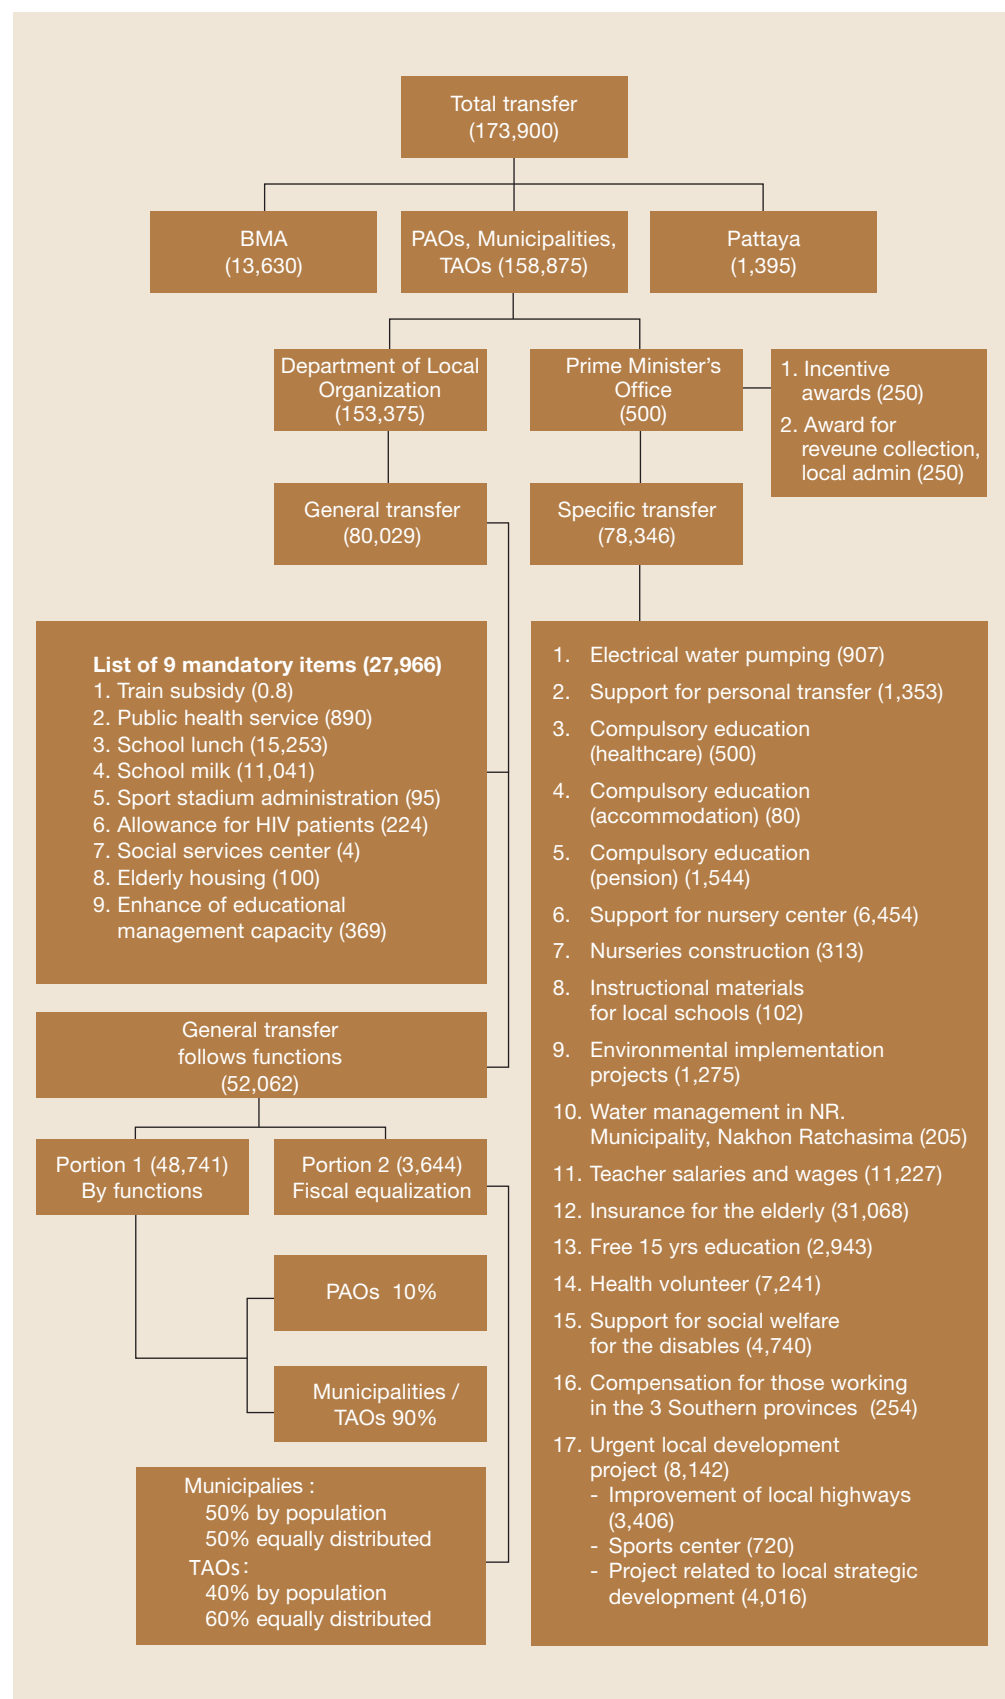 Total transfer
(173,900)
BMA
(13,630)
PAOs, Municipalities,
TAOs (158,875)
Pattaya
(1,395)
Department of Local
Organization
(153,375)
Prime Minister's
Office
(500)
1. Incentive
awards (250)
2. Award for
reveune collection,
local admin (250)
General transfer
(80,029)
Specific transfer
(78,346)
List of 9 mandatory items (27,966)
1. Train subsidy (0.8)
2. Public health service (890)
3. School lunch (15,253)
4. School milk (11,041)
5. Sport stadium administration (95)
6. Allowance for HIV patients (224)
7. Social services center (4)
8. Elderly housing (100)
9. Enhance of educational
management capacity (369)
General transfer
follows functions
(52,062)
Portion 1 (48,741)
By functions
Portion 2 (3,644)
Fiscal equalization
PAOs 10%
Municipalities /
TAOs 90%
Municipalies :
50% by population
50% equally distributed
TAOs:
40% by population
60% equally distributed
1. Electrical water pumping (907)
2. Support for personal transfer (1,353)
3. Compulsory education
(healthcare) (500)
4. Compulsory education
(accommodation) (80)
5. Compulsory education
(pension) (1,544)
6. Support for nursery center (6,454)
7. Nurseries construction (313)
8. Instructional materials
for local schools (102)
9. Environmental implementation
projects (1,275)
10. Water management in NR.
Municipality, Nakhon Ratchasima (205)
11. Teacher salaries and wages (11,227)
12. Insurance for the elderly (31,068)
13. Free 15 yrs education (2,943)
14. Health volunteer (7,241)
15. Support for social welfare
for the disables (4,740)
16. Compensation for those working
in the 3 Southern provinces (254)
17. Urgent local development
project (8,142)
- Improvement of local highways
(3,406)
- Sports center (720)
- Project related to local strategic
development (4,016)